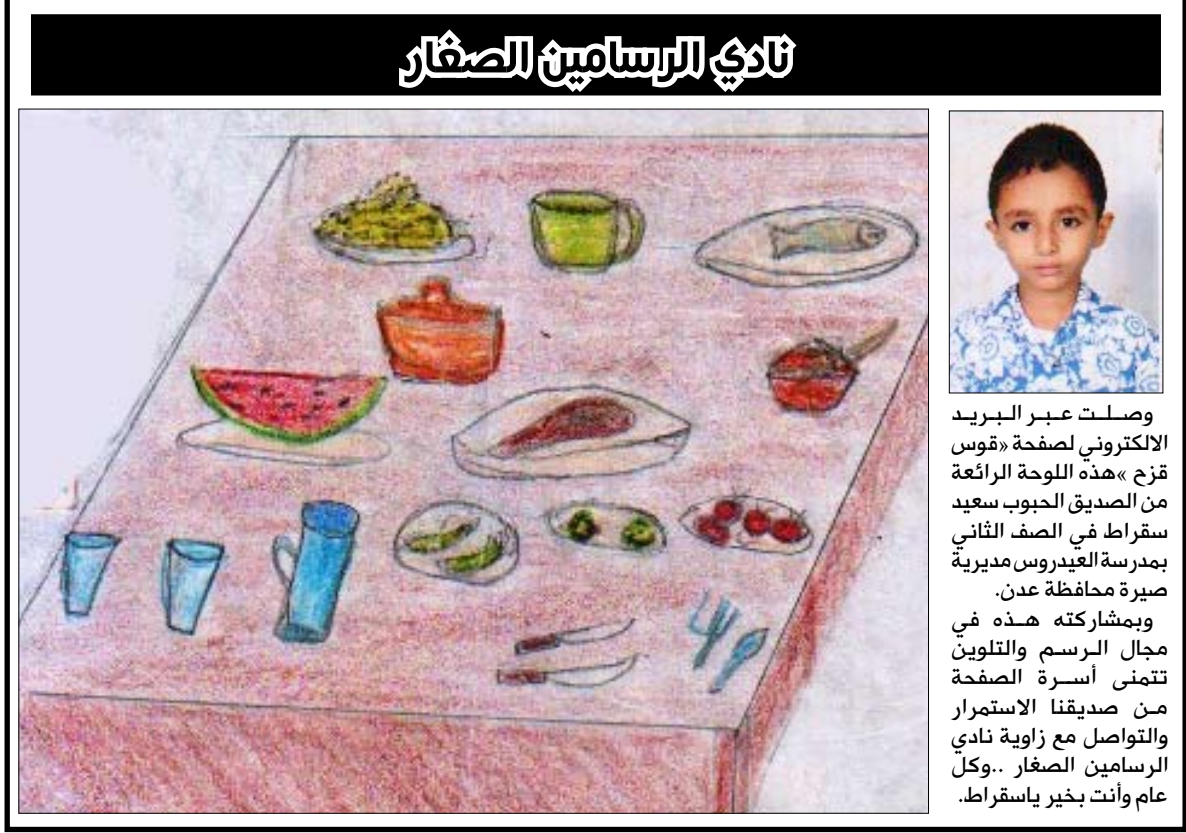 نادي الرسامين الصغار
وصلت عبر البريد
الالكتروني لصفحة «قوس
قزح »هذه اللوحة الرائعة
من الصديق الحبوب سعيد
سقراط في الصف الثاني
بمدرسة العيدروس مديرية
صيرة محافظة عدن.
وبمشاركته هذه في
مجال الرسم والتلوين
تتمنى أسرة الصفحة
من صديقنا الاستمرار
والتواصل مع زاوية نادي
الرسامين الصغار ..وكل
عام وأنت بخير ياسقراط.